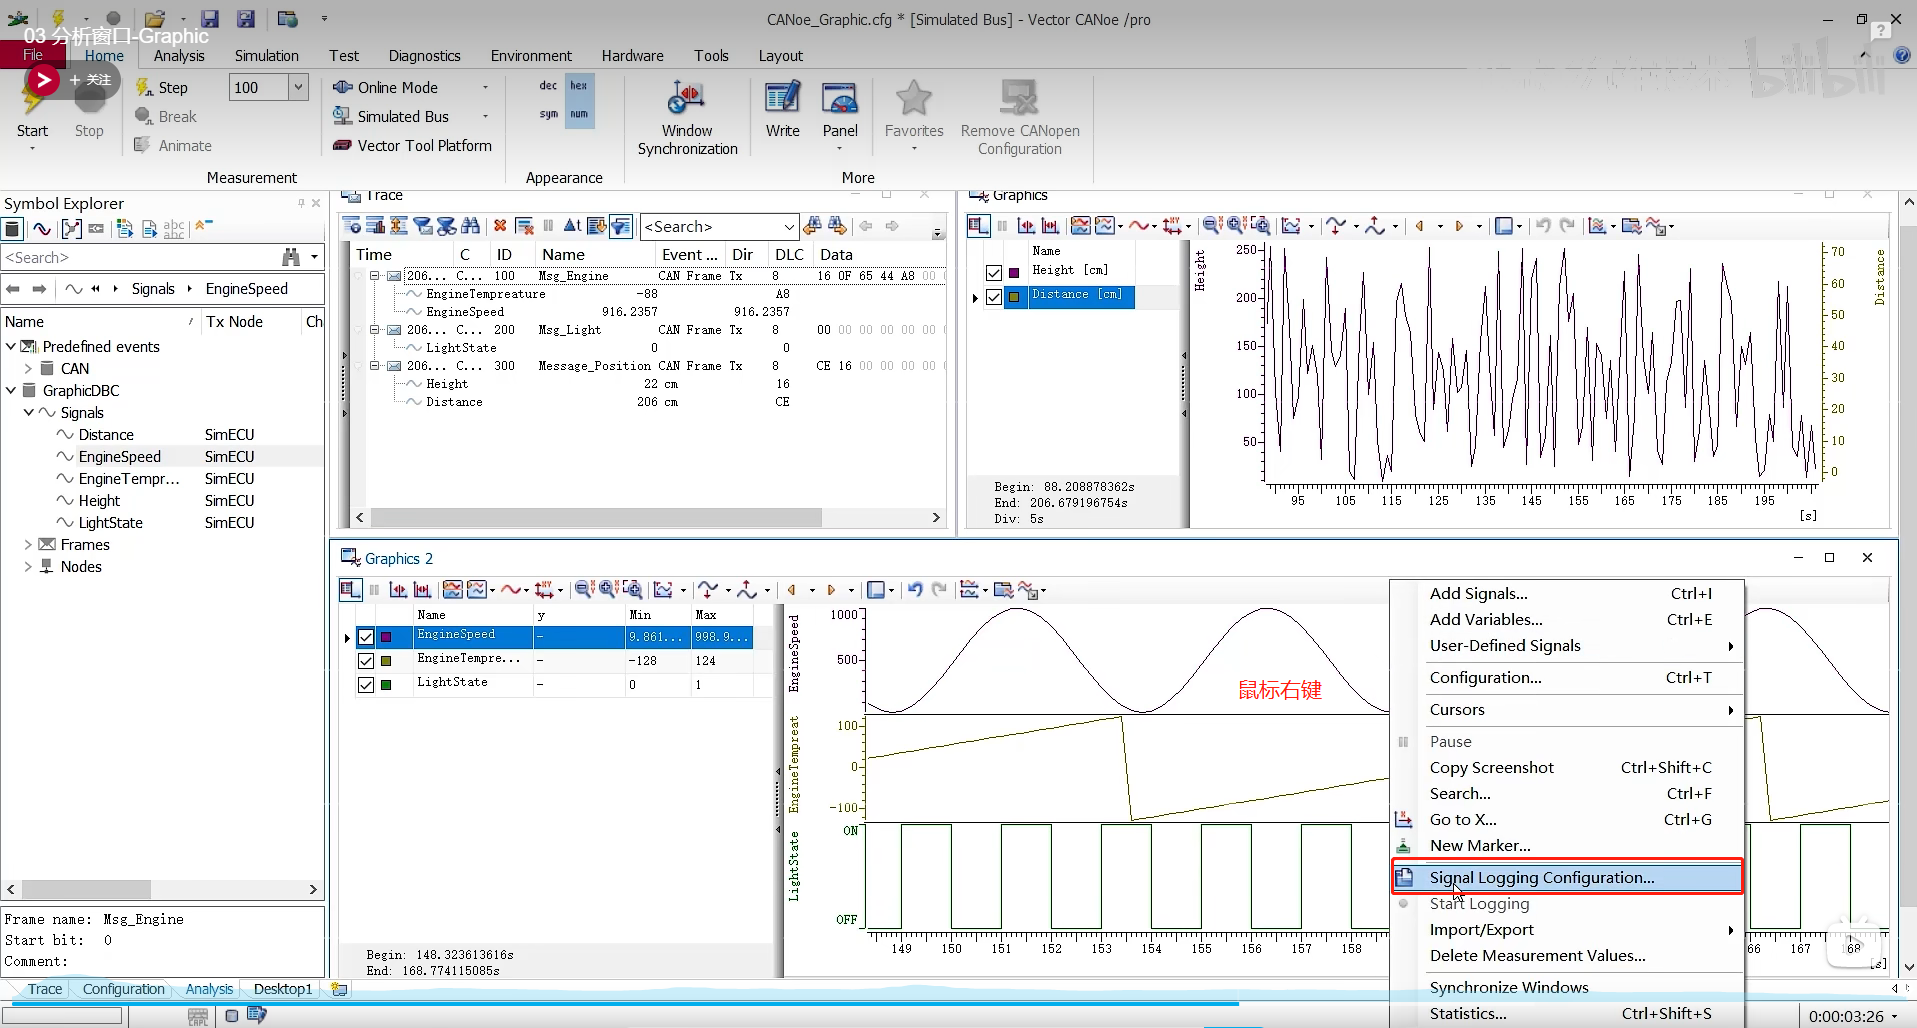 CANoe_Graphic.cfg * [Simulated Bus] - Vector CANoe /pro
03 分析窗口-Graphic
File Home Analysis Simulation Test Diagnostics Environment Hardware Tools Layout
+ 关注
Start
Stop
Step 100
Break
Animate
Online Mode
Simulated Bus
Vector Tool Platform
dec hex
sym num
Window
Synchronization
Write
Panel
Favorites
Remove CANopen
Configuration
Measurement Appearance More
bilibili
Symbol Explorer
<Search>
Signals EngineSpeed
Name Tx Node Ch
Predefined events
CAN
GraphicDBC
Signals
Distance SimECU
EngineSpeed SimECU
EngineTempr... SimECU
Height SimECU
LightState SimECU
Frames
Nodes
Frame name: Msg_Engine
Start bit: 0
Comment:
Trace
<Search>
Time C ID Name Event ... Dir DLC Data
206... C... 100 Msg_Engine CAN Frame Tx 8 16 0F 65 44 A8 00
EngineTempreature -88 A8
EngineSpeed 916.2357 916.2357
206... C... 200 Msg_Light CAN Frame Tx 8 00 00 00 00 00 00
LightState 0 0
206... C... 300 Message_Position CAN Frame Tx 8 CE 16 00 00 00 00
Height 22 cm 16
Distance 206 cm CE
Graphics
Name
Height [cm]
Distance [cm]
Begin: 88.208878362s
End: 206.679196754s
Div: 5s
Height
250
200
150
100
50
Distance
70
60
50
40
30
20
10
0
95 105 115 125 135 145 155 165 175 185 195
[s]
Graphics 2
Name y Min Max
EngineSpeed - 9.861... 998.9...
EngineTempre... - -128 124
LightState - 0 1
Begin: 148.323613616s
End: 168.774115085s
EngineSpeed
1000
500
EngineTempreat
100
0
-100
LightState
ON
OFF
149 150 151 152 153 154 155 156 157 158
66 167 168
[s]
鼠标右键
Add Signals... Ctrl+I
Add Variables... Ctrl+E
User-Defined Signals
Configuration... Ctrl+T
Cursors
Pause
Copy Screenshot Ctrl+Shift+C
Search... Ctrl+F
Go to X... Ctrl+G
New Marker...
Signal Logging Configuration...
Start Logging
Import/Export
Delete Measurement Values...
Synchronize Windows
Statistics... Ctrl+Shift+S
Trace Configuration Analysis Desktop1
CAPL
0:00:03:26